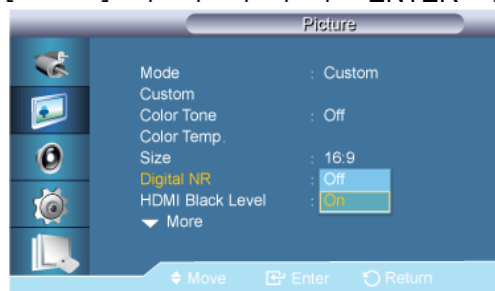 Picture
Mode : Custom
Custom
Color Tone : Off
Color Temp.
Size : 16:9
Digital NR : Off
HDMI Black Level : On
More
Move Enter Return